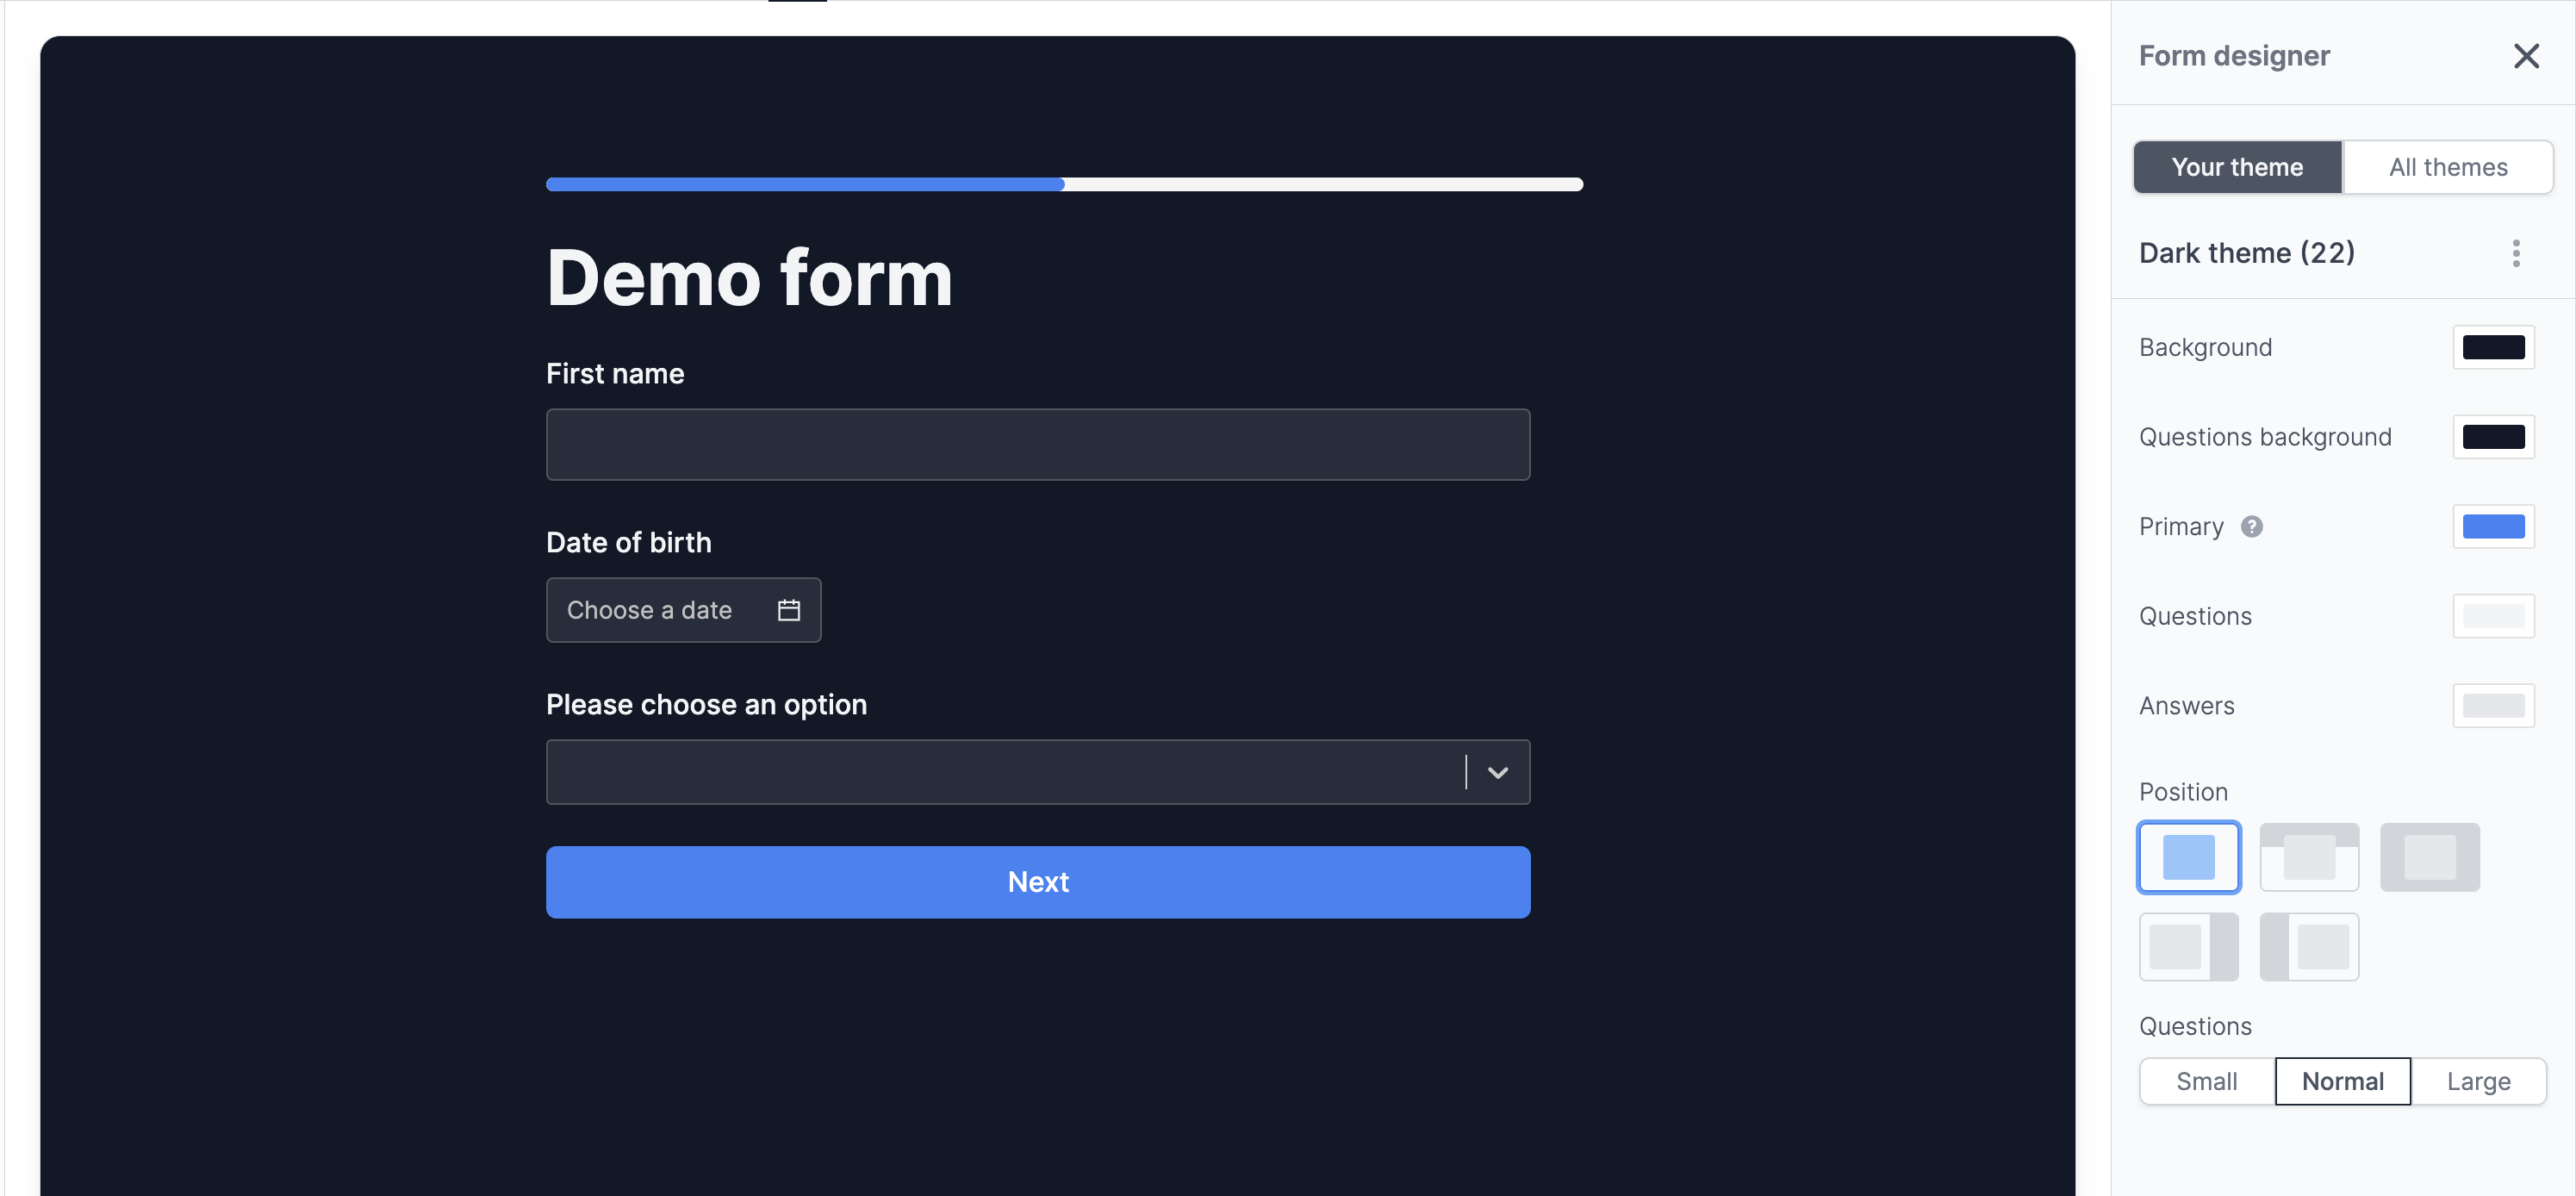 Demo form
First name
Date of birth
Choose a date
Please choose an option
Next
Form designer
Your theme
All themes
Dark theme (22)
Background
Questions background
Primary ?
Questions
Answers
Position
Questions
Small
Normal
Large